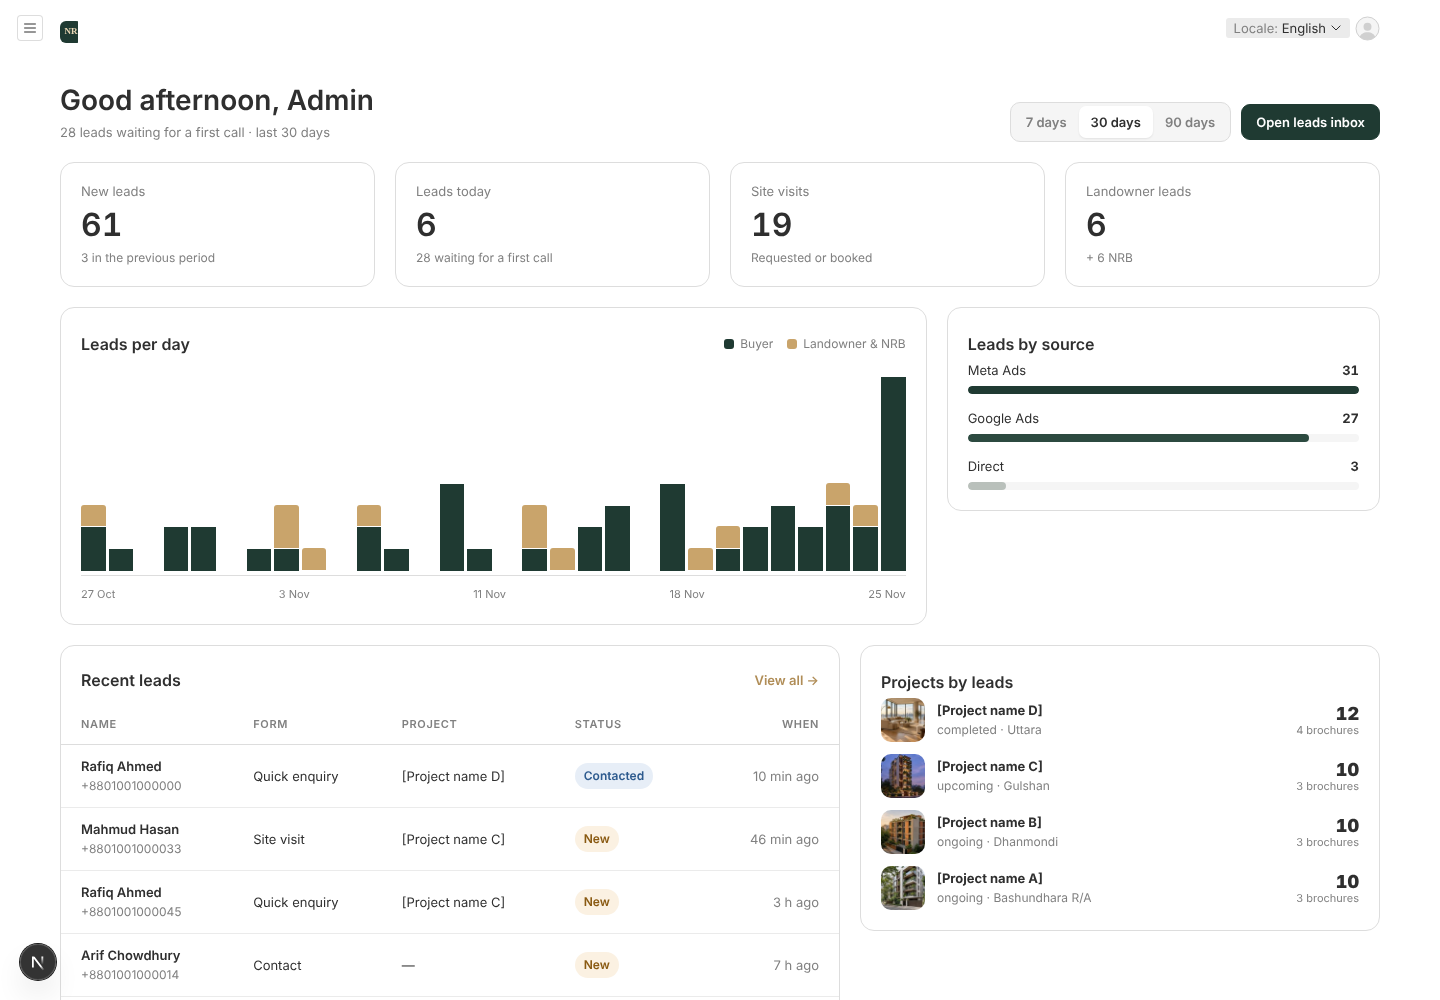 NR
Locale: English
Good afternoon, Admin
28 leads waiting for a first call · last 30 days
7 days 30 days 90 days
Open leads inbox
New leads
61
3 in the previous period
Leads today
6
28 waiting for a first call
Site visits
19
Requested or booked
Landowner leads
6
+ 6 NRB
Leads per day
Buyer Landowner & NRB
27 Oct 3 Nov 11 Nov 18 Nov 25 Nov
Leads by source
Meta Ads 31
Google Ads 27
Direct 3
Recent leads View all →
NAME FORM PROJECT STATUS WHEN
Rafiq Ahmed
+8801001000000
Quick enquiry [Project name D] Contacted 10 min ago
Mahmud Hasan
+8801001000033
Site visit [Project name C] New 46 min ago
Rafiq Ahmed
+8801001000045
Quick enquiry [Project name C] New 3 h ago
Arif Chowdhury
+8801001000014
Contact — New 7 h ago
Projects by leads
[Project name D] 12
completed · Uttara 4 brochures
[Project name C] 10
upcoming · Gulshan 3 brochures
[Project name B] 10
ongoing · Dhanmondi 3 brochures
[Project name A] 10
ongoing · Bashundhara R/A 3 brochures
N